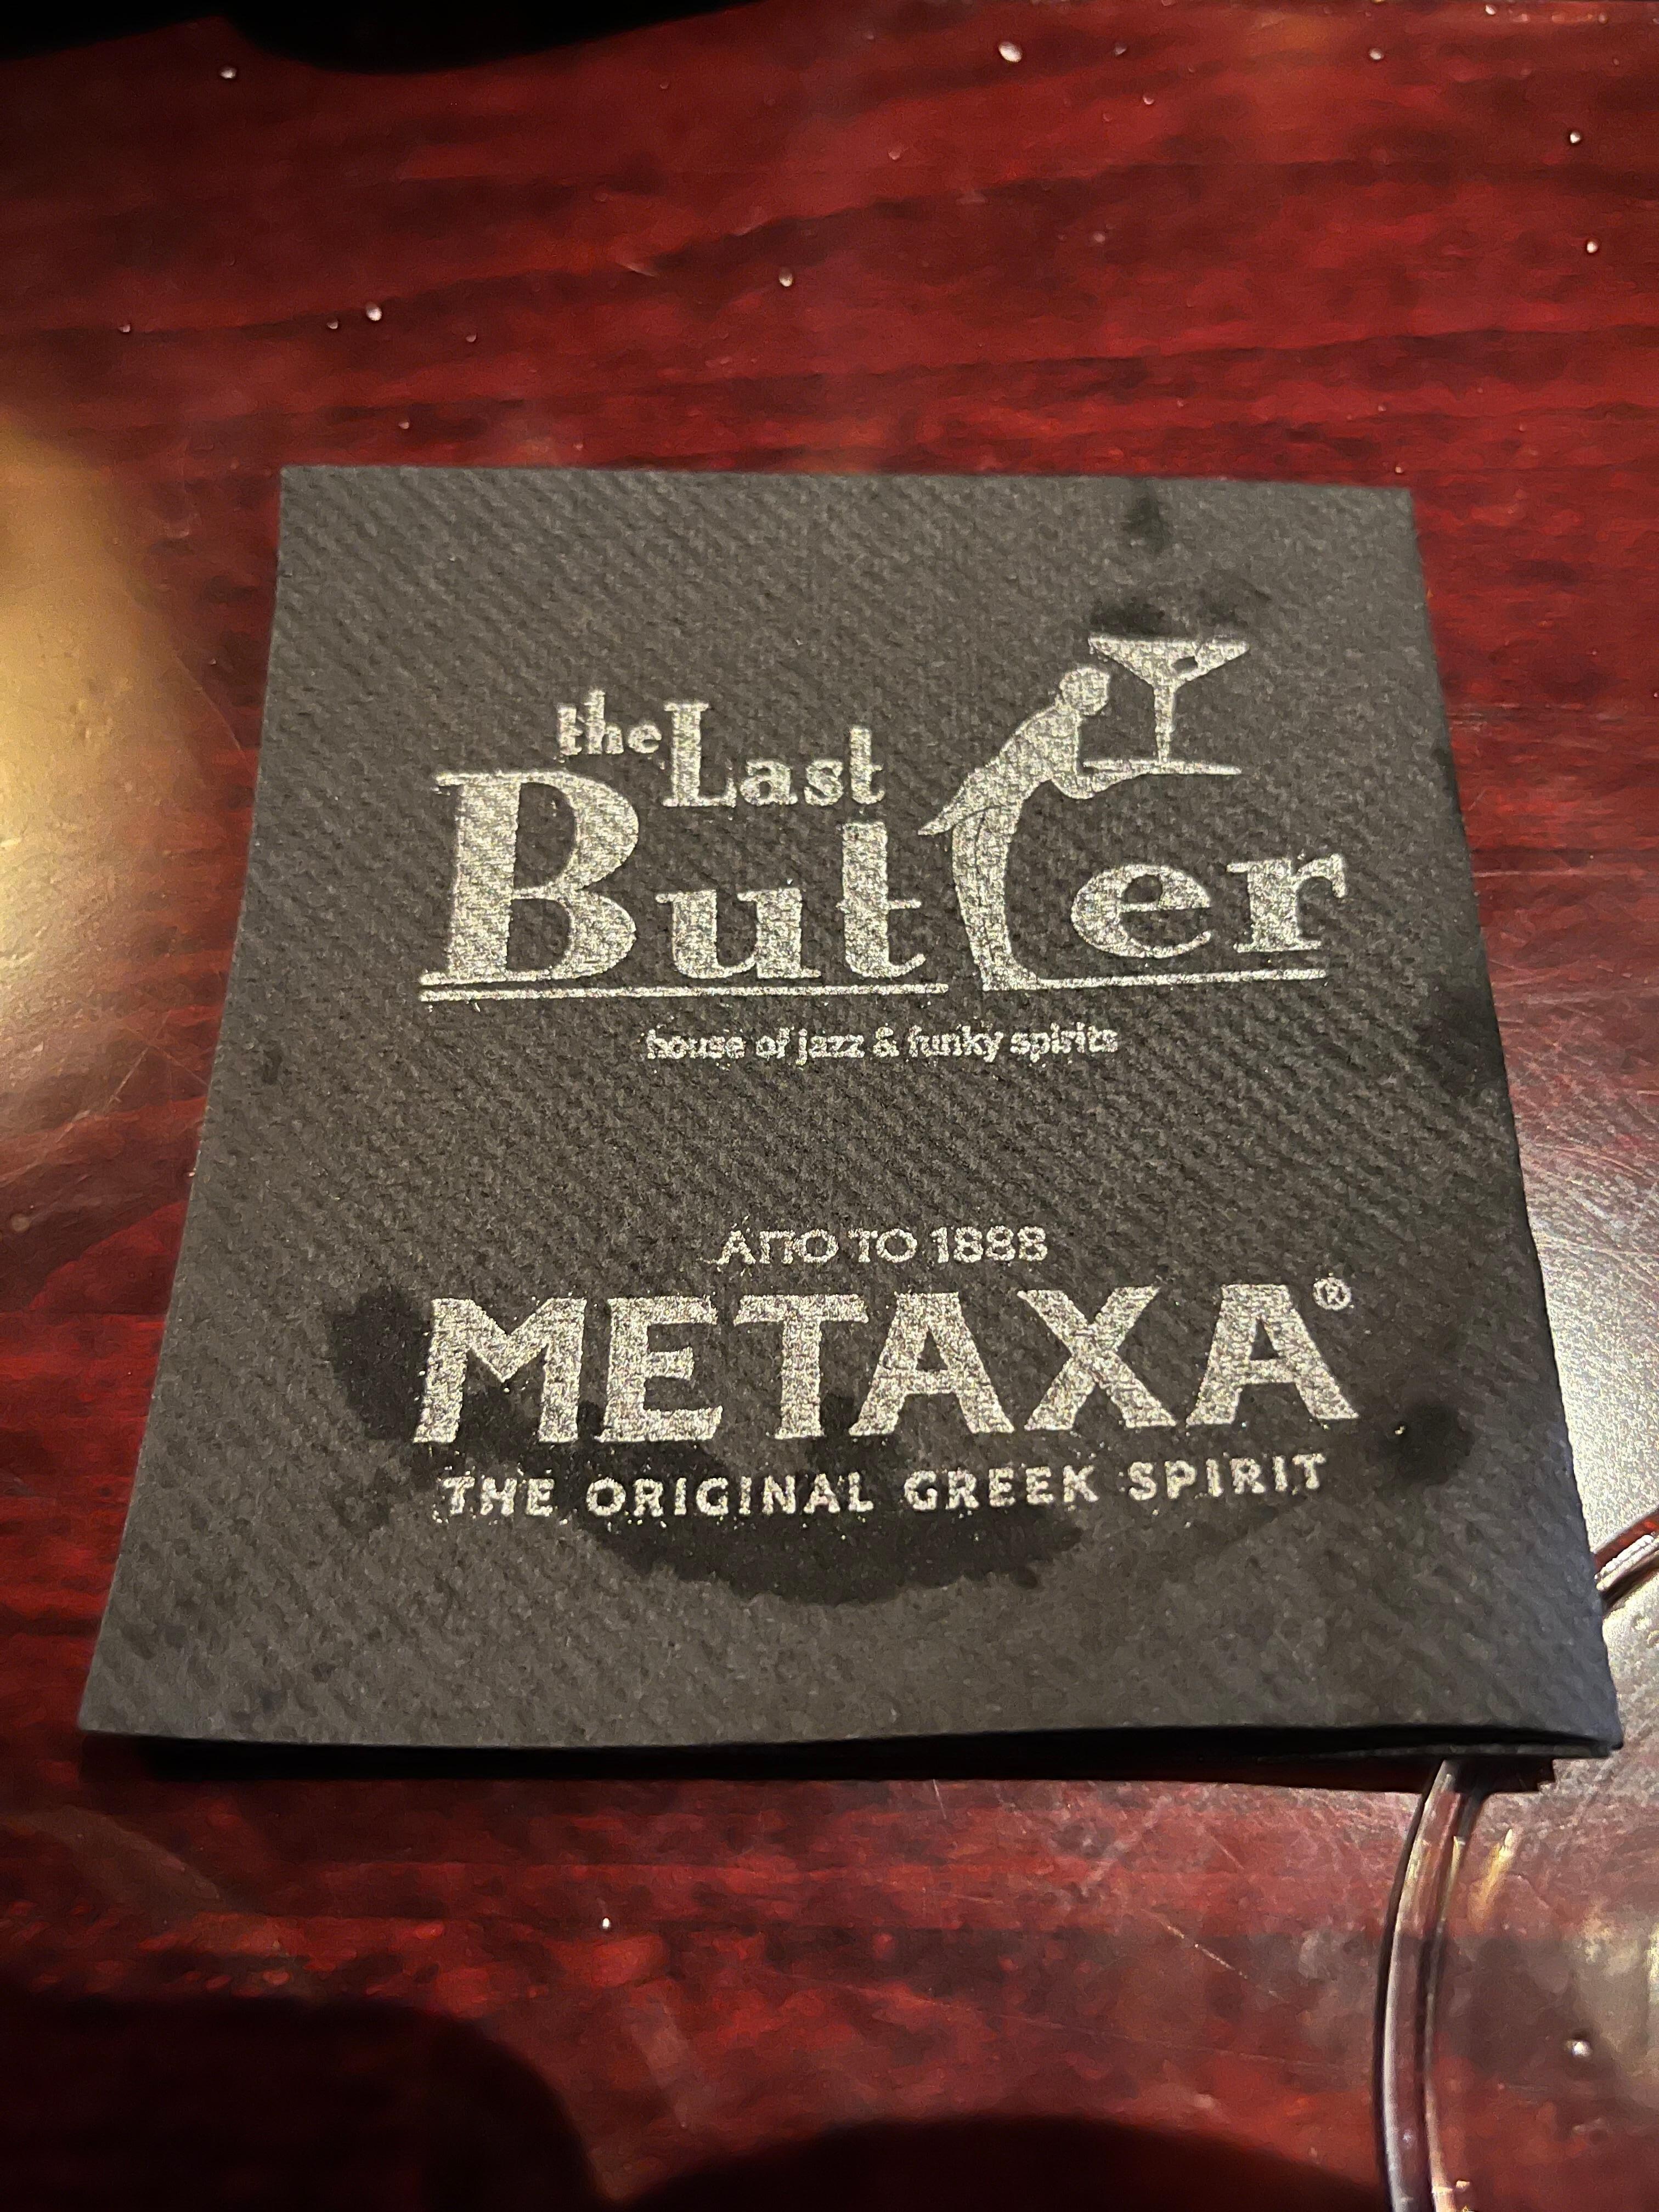 the Last
Butler
house of jazz & funky spirits
ΑΠΟ ΤΟ 1888
METAXA®
THE ORIGINAL GREEK SPIRIT